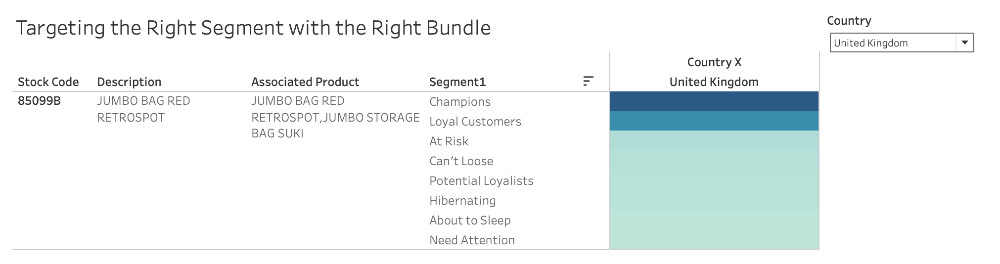 Targeting the Right Segment with the Right Bundle
Country
United Kingdom
Country X
Stock Code Description Associated Product Segment1 United Kingdom
85099B
JUMBO BAG RED
RETROSPOT
JUMBO BAG RED
RETROSPOT,JUMBO STORAGE
BAG SUKI
Champions
Loyal Customers
At Risk
Can’t Loose
Potential Loyalists
Hibernating
About to Sleep
Need Attention